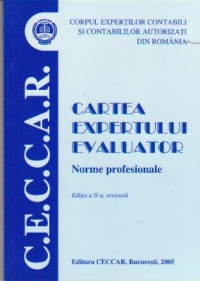 CORPUL EXPERȚILOR CONTABILI
ȘI CONTABILILOR AUTORIZAȚI
DIN ROMÂNIA
C.E.C.C.A.R.
CARTEA
EXPERTULUI
EVALUATOR
Norme profesionale
Ediția a II-a, revizuită
Editura CECCAR, București, 2005